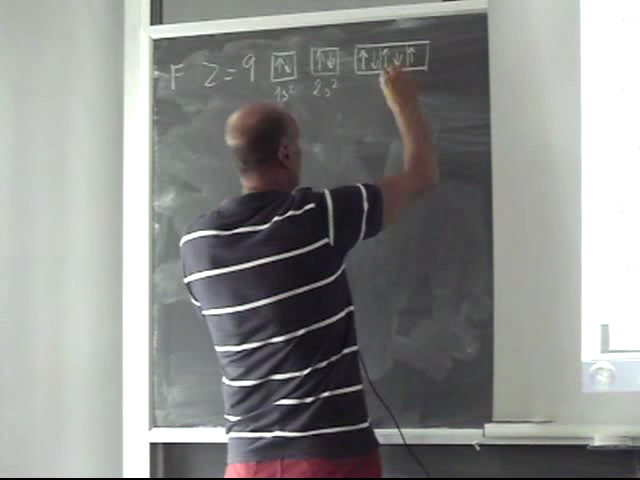 F Z=9 ↑↓ ↑↓ ↑↓ ↑↓ ↑
1s² 2s²